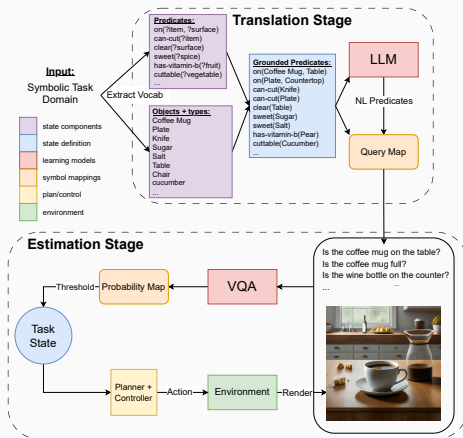 Translation Stage
Input:
Symbolic Task
Domain
Extract Vocab
state components
state definition
learning models
symbol mappings
plan/control
environment
Predicates:
on(?item, ?surface)
can-cut(?item)
clear(?surface)
sweet(?spice)
has-vitamin-b(?fruit)
cuttable(?vegetable)
...
Objects + types:
Coffee Mug
Plate
Knife
Sugar
Salt
Table
Chair
cucumber
...
Grounded Predicates:
on(Coffee Mug, Table)
on(Plate, Countertop)
can-cut(Knife)
can-cut(Plate)
clear(Table)
sweet(Sugar)
sweet(Salt)
has-vitamin-b(Pear)
cuttable(Cucumber)
...
LLM
NL Predicates
Query Map
Estimation Stage
Is the coffee mug on the table?
Is the coffee mug full?
Is the wine bottle on the counter?
... ...
VQA
Probability Map
Threshold
Task
State
Planner +
Controller
Action
Environment
Render